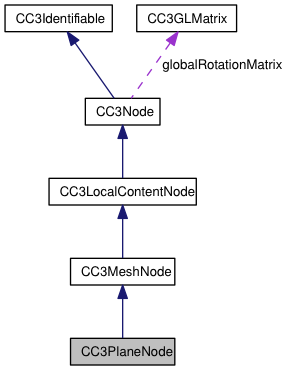 CC3Identifiable
CC3GLMatrix
globalRotationMatrix
CC3Node
CC3LocalContentNode
CC3MeshNode
CC3PlaneNode